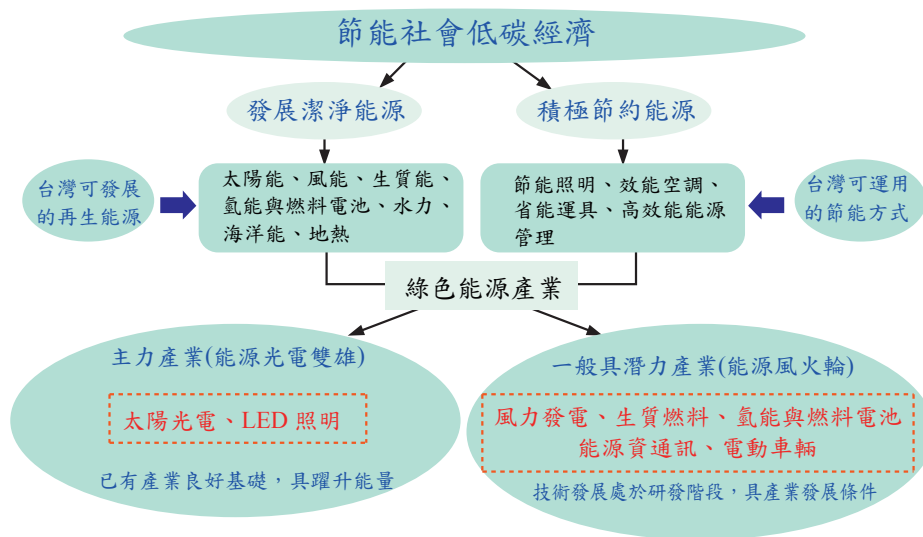 節能社會低碳經濟
發展潔淨能源
積極節約能源
台灣可發展
的再生能源
太陽能、風能、生質能、
氫能與燃料電池、水力、
海洋能、地熱
節能照明、效能空調、
省能運具、高效能能源
管理
台灣可運用
的節能方式
綠色能源產業
主力產業(能源光電雙雄)
太陽光電、LED 照明
已有產業良好基礎，具躍升能量
一般具潛力產業(能源風火輪)
風力發電、生質燃料、氫能與燃料電池
能源資通訊、電動車輛
技術發展處於研發階段，具產業發展條件